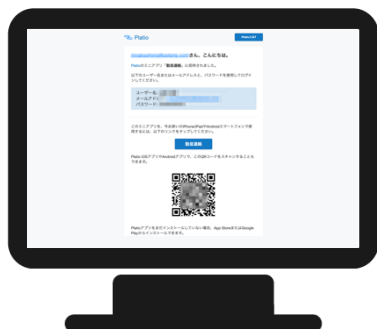 Platio
さん、こんにちは。
Platioのミニアプリ「緊急連絡」に招待されました。
以下のユーザー名またはメールアドレスと、パスワードを使用してログイ
ンしてください。
ユーザー名:
メールアドレス:
パスワード:
このミニアプリを、今お使いのiPhone/iPadやAndroidスマートフォンで使
用するには、以下のリンクをタップしてください。
緊急連絡
Platio iOSアプリやAndroidアプリで、このQRコードをスキャンすることも
できます。
Platioアプリをまだインストールしていない場合、App StoreまたはGoogle
Playからインストールできます。